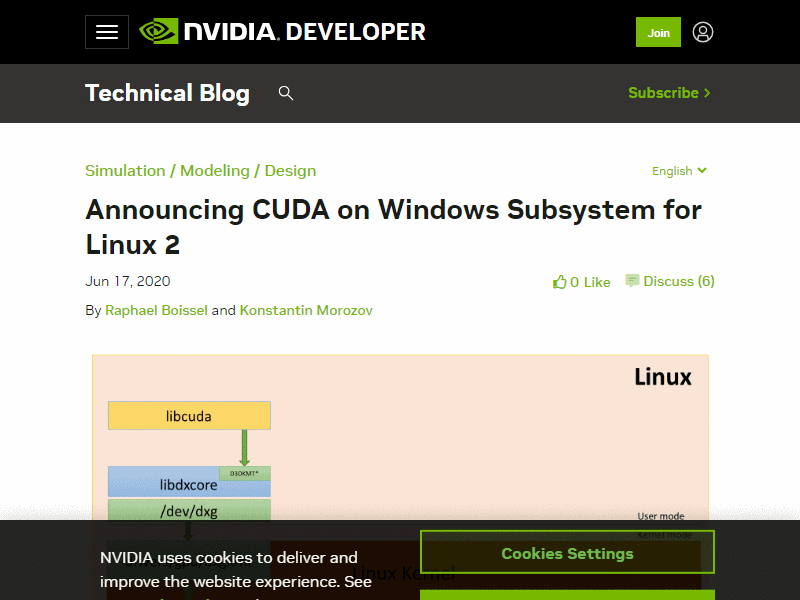 NVIDIA. DEVELOPER
Join
Technical Blog
Subscribe
Simulation / Modeling / Design
English
Announcing CUDA on Windows Subsystem for
Linux 2
Jun 17, 2020
0 Like
Discuss (6)
By Raphael Boissel and Konstantin Morozov
Linux
libcuda
D3DKMT*
libdxcore
/dev/dxg
User mode
Kernel mode
Linux Kernel
Cookies Settings
NVIDIA uses cookies to deliver and
improve the website experience. See